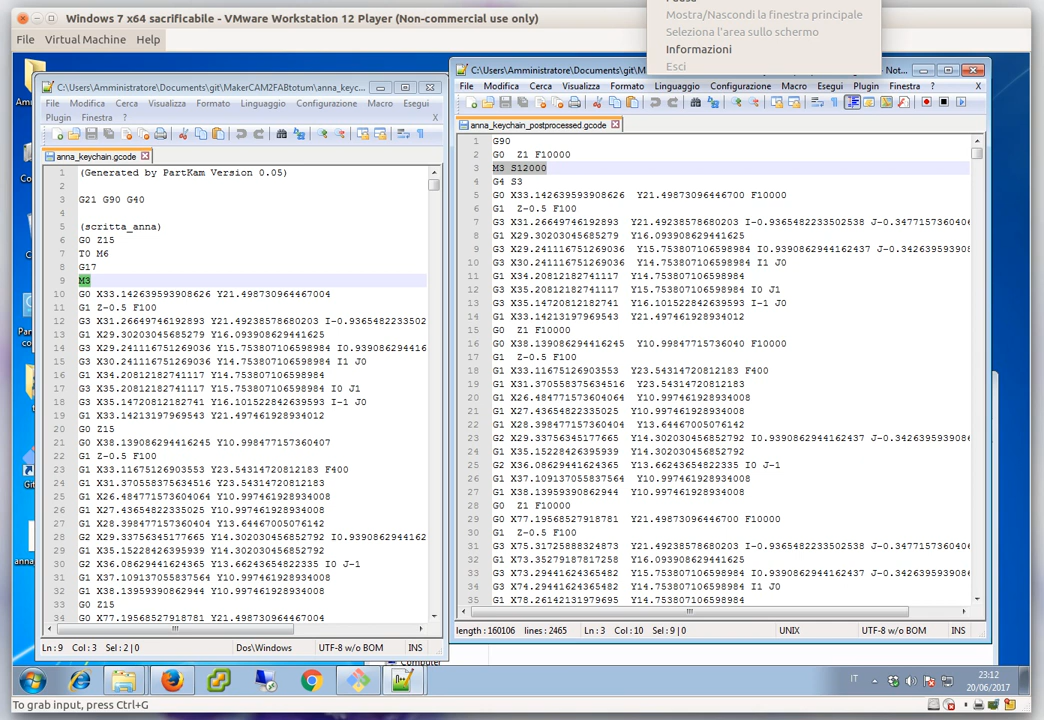 Windows 7 x64 sacrificabile - VMware Workstation 12 Player (Non-commercial use only)
File Virtual Machine Help
Mostra/Nascondi la finestra principale
Seleziona l'area sullo schermo
Informazioni
Esci
C:\Users\Amministratore\Documents\git\MakerCAM2FABtotum\anna_keyc...
File Modifica Cerca Visualizza Formato Linguaggio Configurazione Macro Esegui
Plugin Finestra ? X
anna_keychain.gcode
1 (Generated by PartKam Version 0.05)
2
3 G21 G90 G40
4
5 (scritta_anna)
6 G0 Z15
7 T0 M6
8 G17
9 M3
10 G0 X33.142639593908626 Y21.498730964467004
11 G1 Z-0.5 F100
12 G3 X31.26649746192893 Y21.49238578680203 I-0.9365482233502
13 G1 X29.30203045685279 Y16.093908629441625
14 G3 X29.241116751269036 Y15.753807106598984 I0.939086294416
15 G3 X30.241116751269036 Y14.753807106598984 I1 J0
16 G1 X34.20812182741117 Y14.753807106598984
17 G3 X35.20812182741117 Y15.753807106598984 I0 J1
18 G3 X35.14720812182741 Y16.101522842639593 I-1 J0
19 G1 X33.14213197969543 Y21.497461928934012
20 G0 Z15
21 G0 X38.139086294416245 Y10.998477157360407
22 G1 Z-0.5 F100
23 G1 X33.11675126903553 Y23.54314720812183 F400
24 G1 X31.370558375634516 Y23.54314720812183
25 G1 X26.484771573604064 Y10.997461928934008
26 G1 X27.43654822335025 Y10.997461928934008
27 G1 X28.398477157360404 Y13.64467005076142
28 G2 X29.33756345177665 Y14.302030456852792 I0.9390862944162
29 G1 X35.15228426395939 Y14.302030456852792
30 G2 X36.08629441624365 Y13.66243654822335 I0 J-1
31 G1 X37.109137055837564 Y10.997461928934008
32 G1 X38.13959390862944 Y10.997461928934008
33 G0 Z15
34 G0 X77.19568527918781 Y21.498730964467004
Ln:9 Col:3 Sel:2|0 Dos\Windows UTF-8 w/o BOM INS
C:\Users\Amministratore\Documents\git\M
Not...
File Modifica Cerca Visualizza Formato Linguaggio Configurazione Macro Esegui Plugin Finestra ? X
anna_keychain_postprocessed.gcode
1 G90
2 G0 Z1 F10000
3 M3 S12000
4 G4 S3
5 G0 X33.142639593908626 Y21.49873096446700 F10000
6 G1 Z-0.5 F100
7 G3 X31.26649746192893 Y21.49238578680203 I-0.9365482233502538 J-0.347715736040
8 G1 X29.30203045685279 Y16.093908629441625
9 G3 X29.241116751269036 Y15.753807106598984 I0.9390862944162437 J-0.342639593908
10 G3 X30.241116751269036 Y14.753807106598984 I1 J0
11 G1 X34.20812182741117 Y14.753807106598984
12 G3 X35.20812182741117 Y15.753807106598984 I0 J1
13 G3 X35.14720812182741 Y16.101522842639593 I-1 J0
14 G1 X33.14213197969543 Y21.497461928934012
15 G0 Z1 F10000
16 G0 X38.139086294416245 Y10.99847715736040 F10000
17 G1 Z-0.5 F100
18 G1 X33.11675126903553 Y23.54314720812183 F400
19 G1 X31.370558375634516 Y23.54314720812183
20 G1 X26.484771573604064 Y10.997461928934008
21 G1 X27.43654822335025 Y10.997461928934008
22 G1 X28.398477157360404 Y13.64467005076142
23 G2 X29.33756345177665 Y14.302030456852792 I0.9390862944162437 J-0.342639593908
24 G1 X35.15228426395939 Y14.302030456852792
25 G2 X36.08629441624365 Y13.66243654822335 I0 J-1
26 G1 X37.109137055837564 Y10.997461928934008
27 G1 X38.13959390862944 Y10.997461928934008
28 G0 Z1 F10000
29 G0 X77.19568527918781 Y21.49873096446700 F10000
30 G1 Z-0.5 F100
31 G3 X75.31725888324873 Y21.49238578680203 I-0.9365482233502538 J-0.347715736040
32 G1 X73.35279187817258 Y16.093908629441625
33 G3 X73.29441624365482 Y15.753807106598984 I0.9390862944162437 J-0.342639593908
34 G3 X74.29441624365482 Y14.753807106598984 I1 J0
35 G1 X78.26142131979695 Y14.753807106598984
length : 160106 lines : 2465 Ln:3 Col:10 Sel:9|0 UNIX UTF-8 w/o BOM INS
Computer
IT
23:12
20/06/2017
To grab input, press Ctrl+G